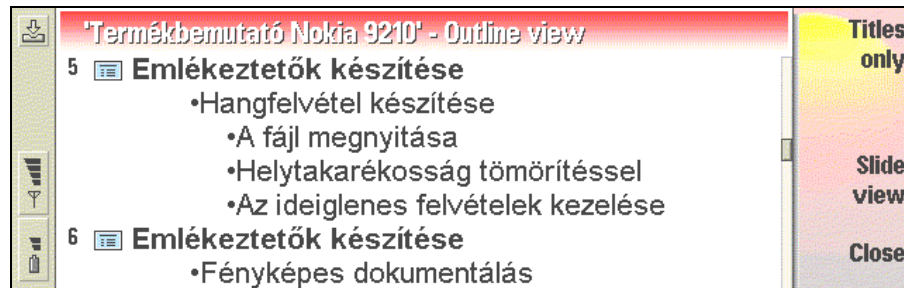 'Termékbemutató Nokia 9210' - Outline view
5 Emlékeztetők készítése
•Hangfelvétel készítése
•A fájl megnyitása
•Helytakarékosság tömörítéssel
•Az ideiglenes felvételek kezelése
6 Emlékeztetők készítése
•Fényképes dokumentálás
Titles
only
Slide
view
Close